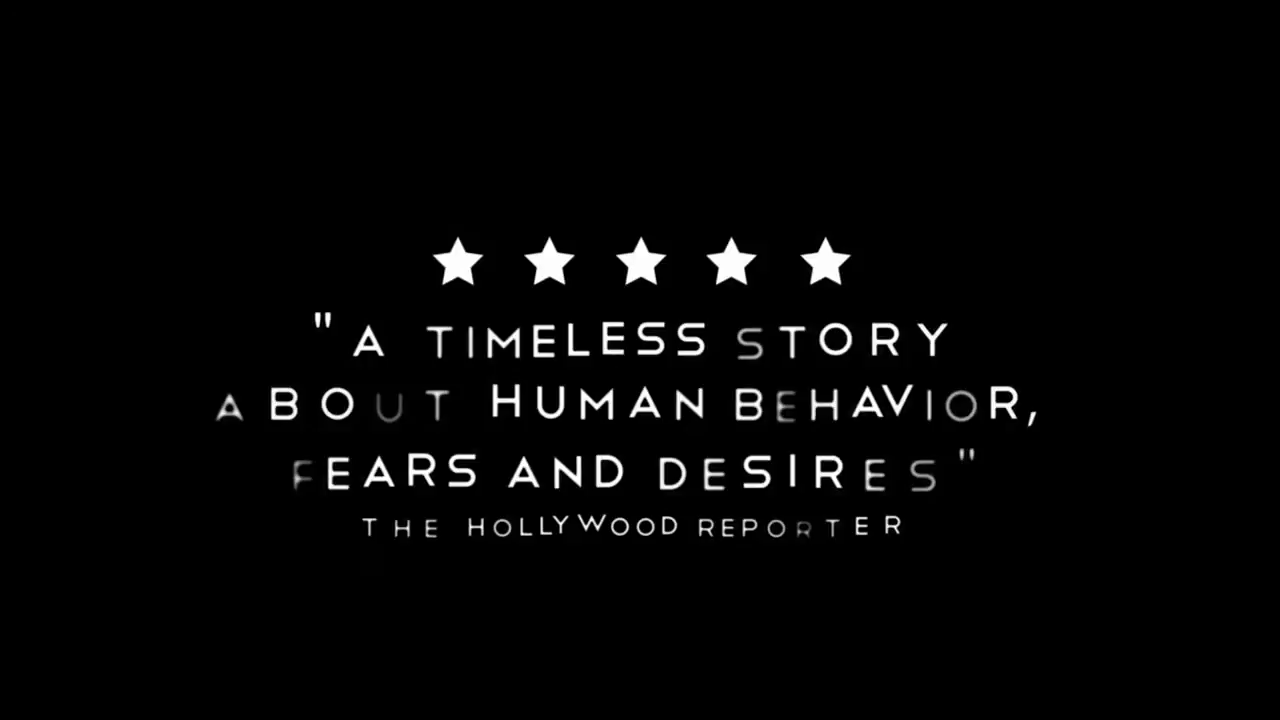 "A TIMELESS STORY
ABOUT HUMAN BEHAVIOR,
FEARS AND DESIRES"
THE HOLLYWOOD REPORTER